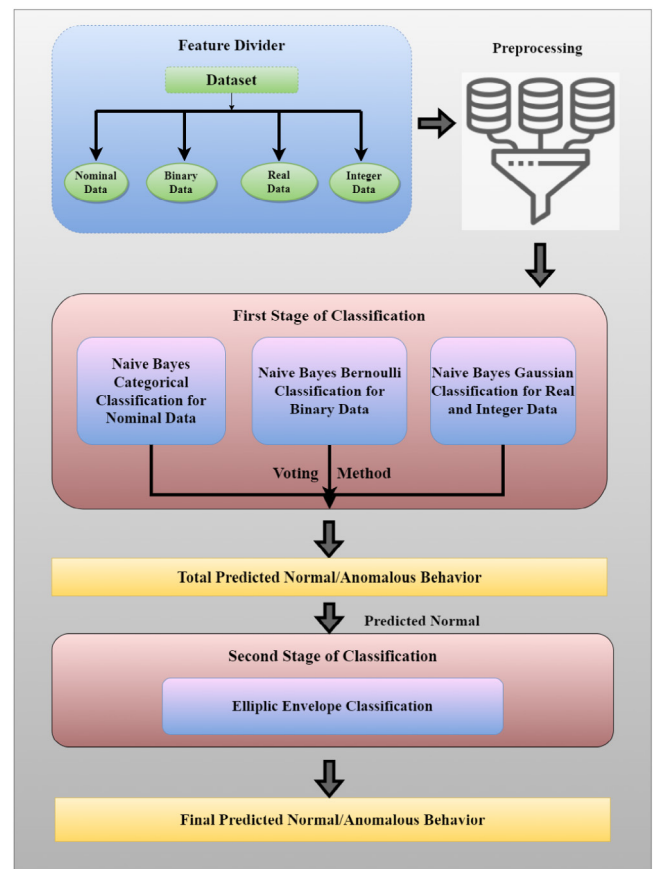 Feature Divider
Dataset
Nominal
Data
Binary
Data
Real
Data
Integer
Data
Preprocessing
First Stage of Classification
Naive Bayes
Categorical
Classification for
Nominal Data
Naive Bayes Bernoulli
Classification for
Binary Data
Naive Bayes Gaussian
Classification for Real
and Integer Data
Voting Method
Total Predicted Normal/Anomalous Behavior
Predicted Normal
Second Stage of Classification
Elliptic Envelope Classification
Final Predicted Normal/Anomalous Behavior